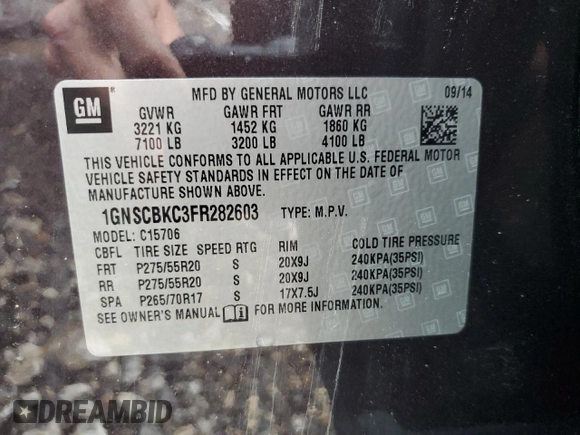 GM ®
MFD BY GENERAL MOTORS LLC 09/14
GVWR GAWR FRT GAWR RR
3221 KG 1452 KG 1860 KG
7100 LB 3200 LB 4100 LB
THIS VEHICLE CONFORMS TO ALL APPLICABLE U.S. FEDERAL MOTOR
VEHICLE SAFETY STANDARDS IN EFFECT ON THE DATE OF
MANUFACTURE SHOWN ABOVE.
1GNSCBKC3FR282603 TYPE: M.P.V.
MODEL: C15706
CBFL TIRE SIZE SPEED RTG RIM COLD TIRE PRESSURE
FRT P275/55R20 S 20X9J 240KPA(35PSI)
RR P275/55R20 S 20X9J 240KPA(35PSI)
SPA P265/70R17 S 17X7.5J 240KPA(35PSI)
SEE OWNER'S MANUAL FOR MORE INFORMATION.
DREAMBID